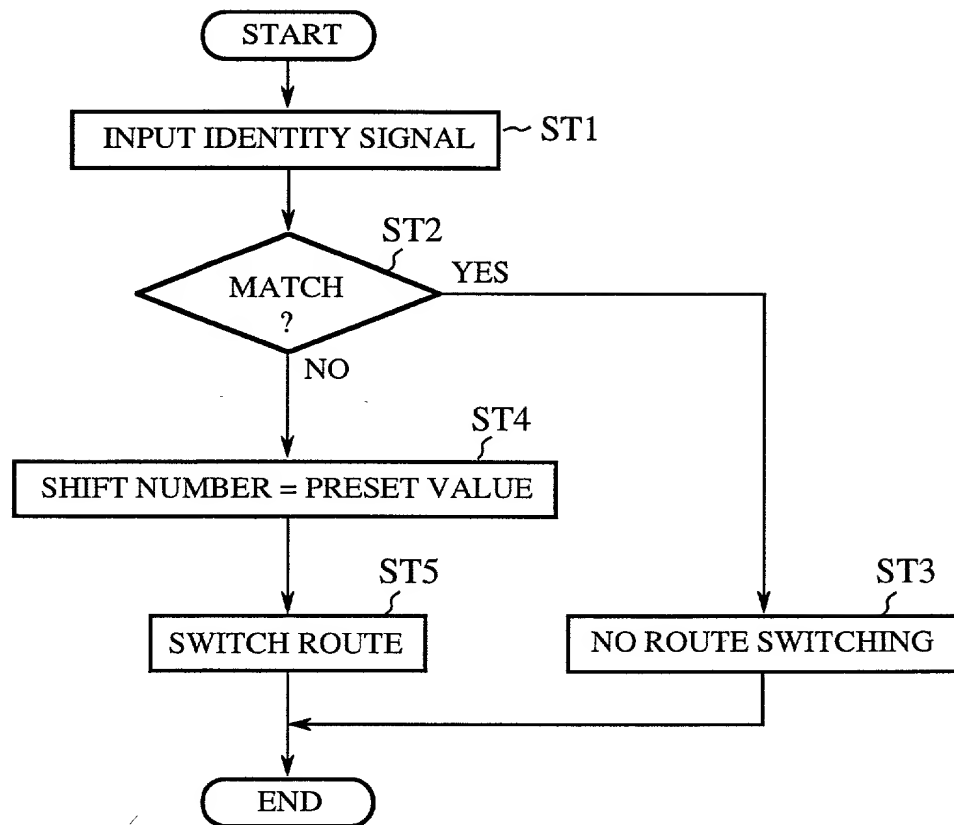 START
INPUT IDENTITY SIGNAL
ST1
ST2
MATCH
?
YES
NO
ST4
SHIFT NUMBER = PRESET VALUE
ST5
SWITCH ROUTE
ST3
NO ROUTE SWITCHING
END